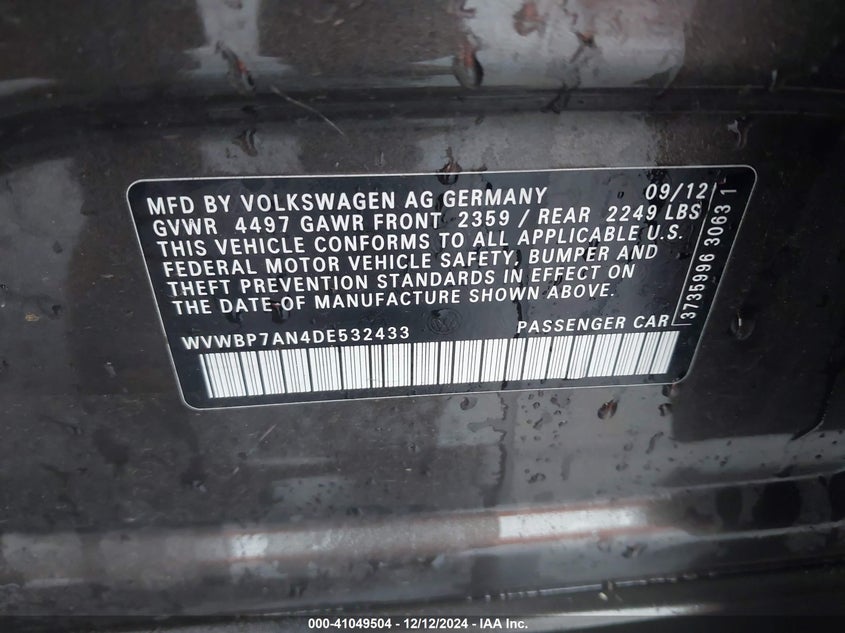 MFD BY VOLKSWAGEN AG GERMANY 09/12
GVWR 4497 GAWR FRONT 2359 / REAR 2249 LBS
THIS VEHICLE CONFORMS TO ALL APPLICABLE U.S.
FEDERAL MOTOR VEHICLE SAFETY, BUMPER AND
THEFT PREVENTION STANDARDS IN EFFECT ON
THE DATE OF MANUFACTURE SHOWN ABOVE.
WVWBP7AN4DE532433 PASSENGER CAR
3735996 3063 1
000-41049504 - 12/12/2024 - IAA Inc.